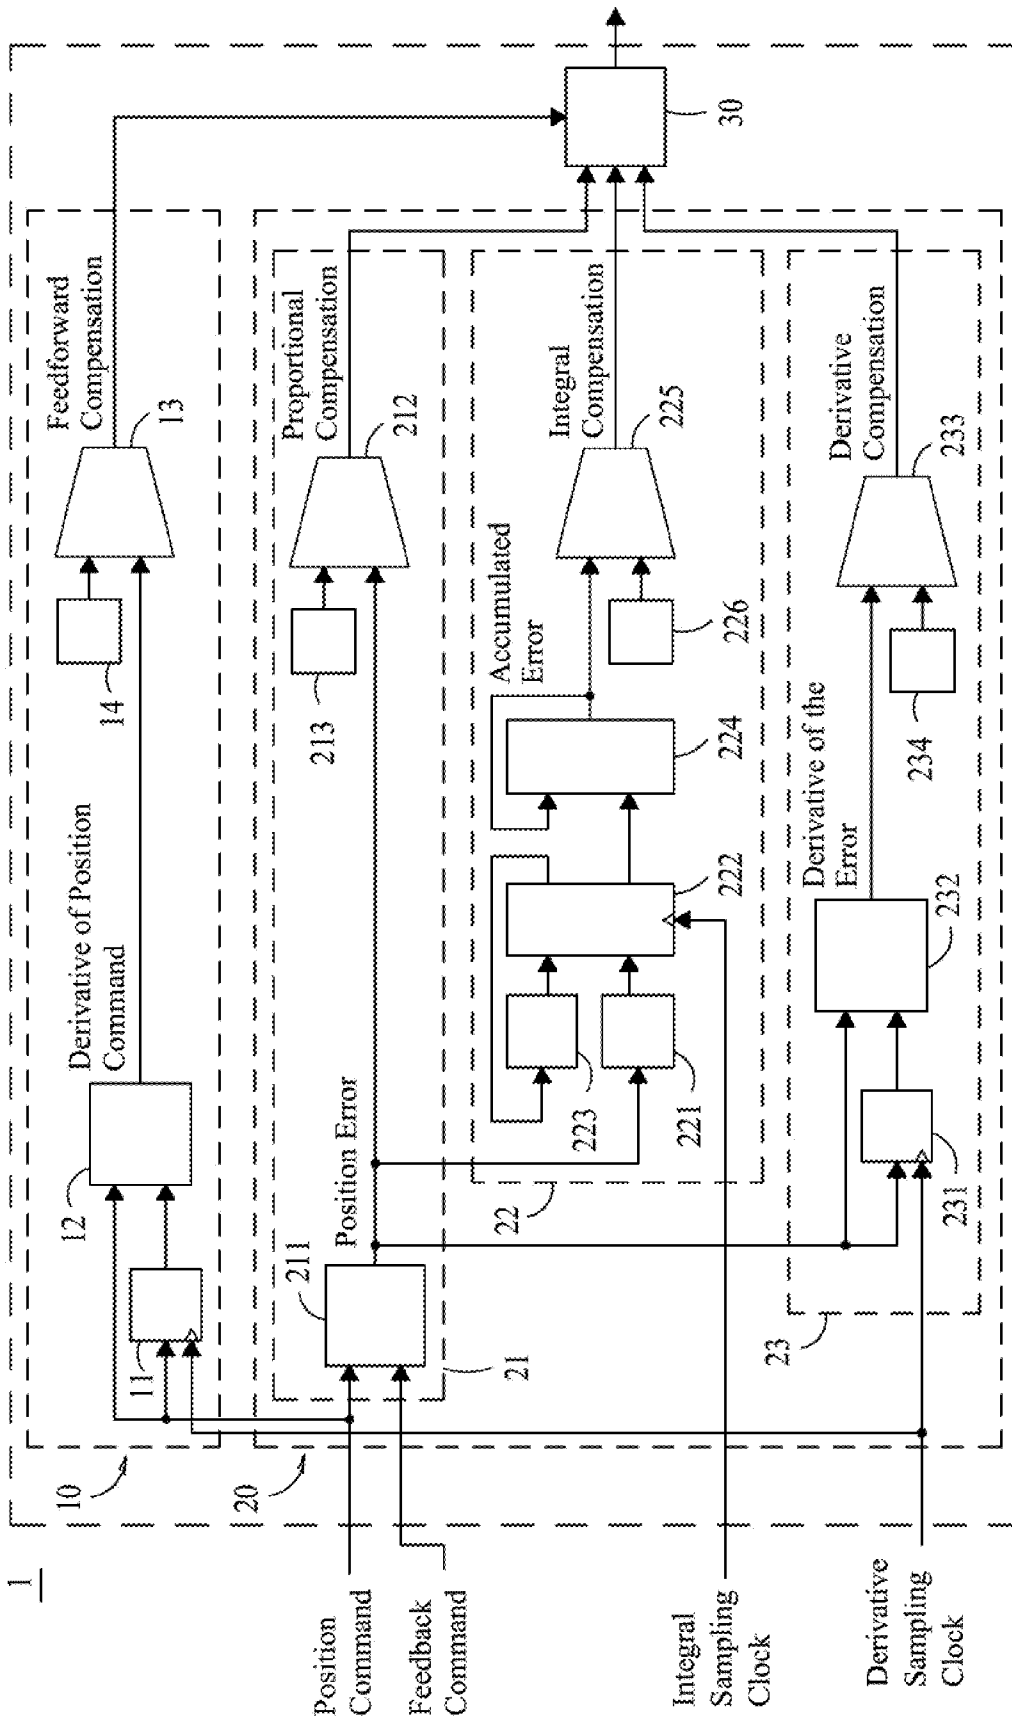 1
10
Feedforward
Compensation
13
14
Derivative of Position
Command
12
11
20
Proportional
Compensation
212
213
Position Error
211
21
30
Integral
Compensation
225
Accumulated
Error
226
224
222
223
221
22
Derivative
Compensation
233
234
Derivative of the
Error
232
231
23
Position
Command
Feedback
Command
Integral
Sampling
Clock
Derivative
Sampling
Clock